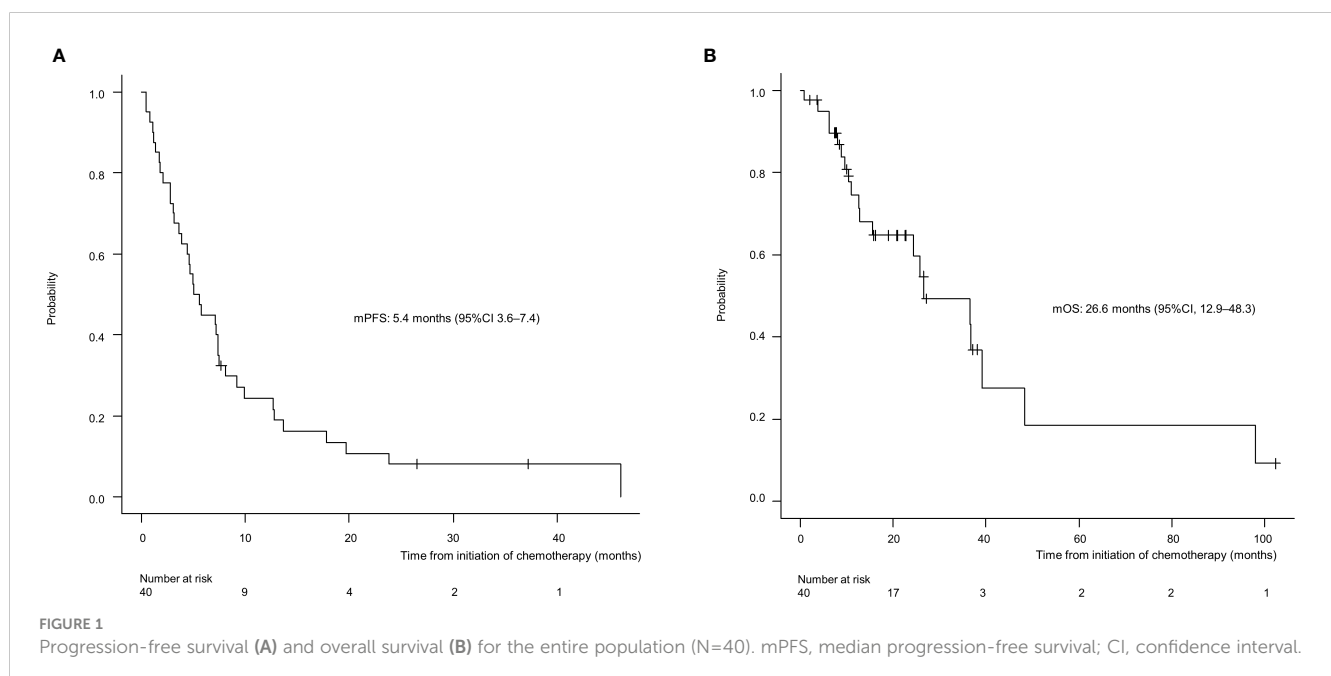 A
1.0
0.8
0.6
0.4
0.2
0.0
Probability
mPFS: 5.4 months (95%CI 3.6–7.4)
0 10 20 30 40
Time from initiation of chemotherapy (months)
Number at risk
40 9 4 2 1
B
1.0
0.8
0.6
0.4
0.2
0.0
Probability
mOS: 26.6 months (95%CI, 12.9–48.3)
0 20 40 60 80 100
Time from initiation of chemotherapy (months)
Number at risk
40 17 3 2 2 1
FIGURE 1
Progression-free survival (A) and overall survival (B) for the entire population (N=40). mPFS, median progression-free survival; CI, confidence interval.